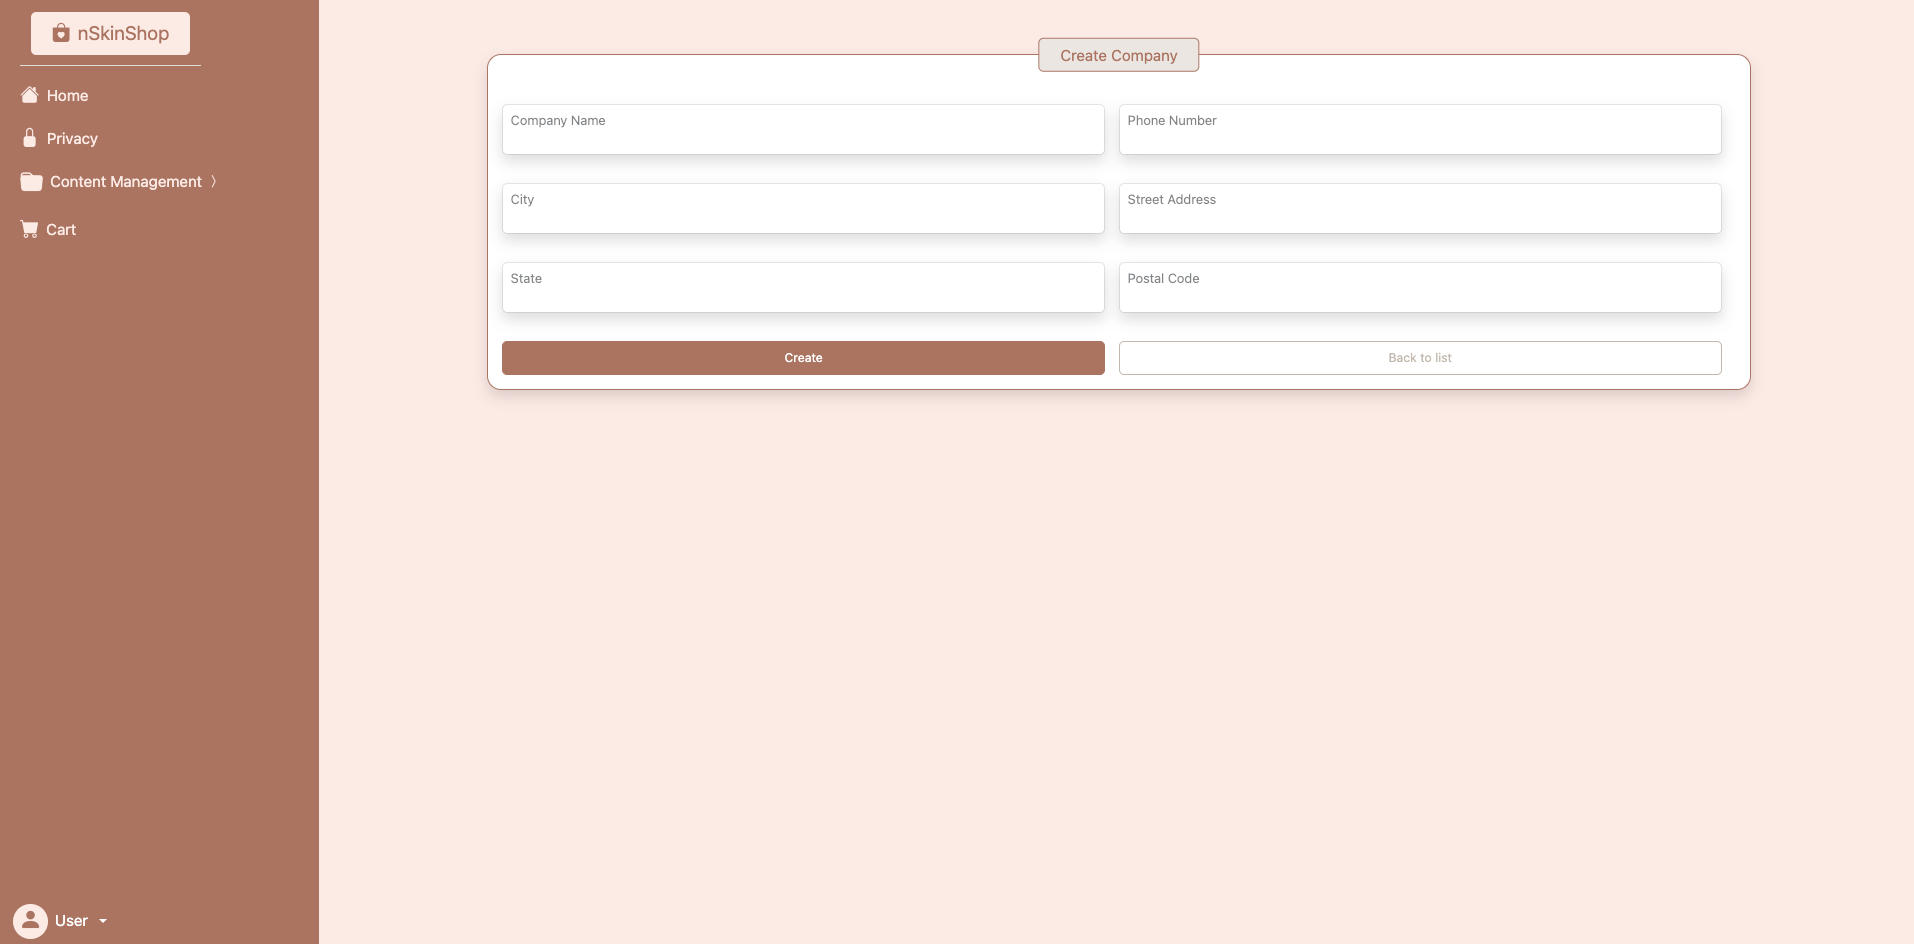 nSkinShop
Home
Privacy
Content Management
Cart
User
Create Company
Company Name
Phone Number
City
Street Address
State
Postal Code
Create
Back to list